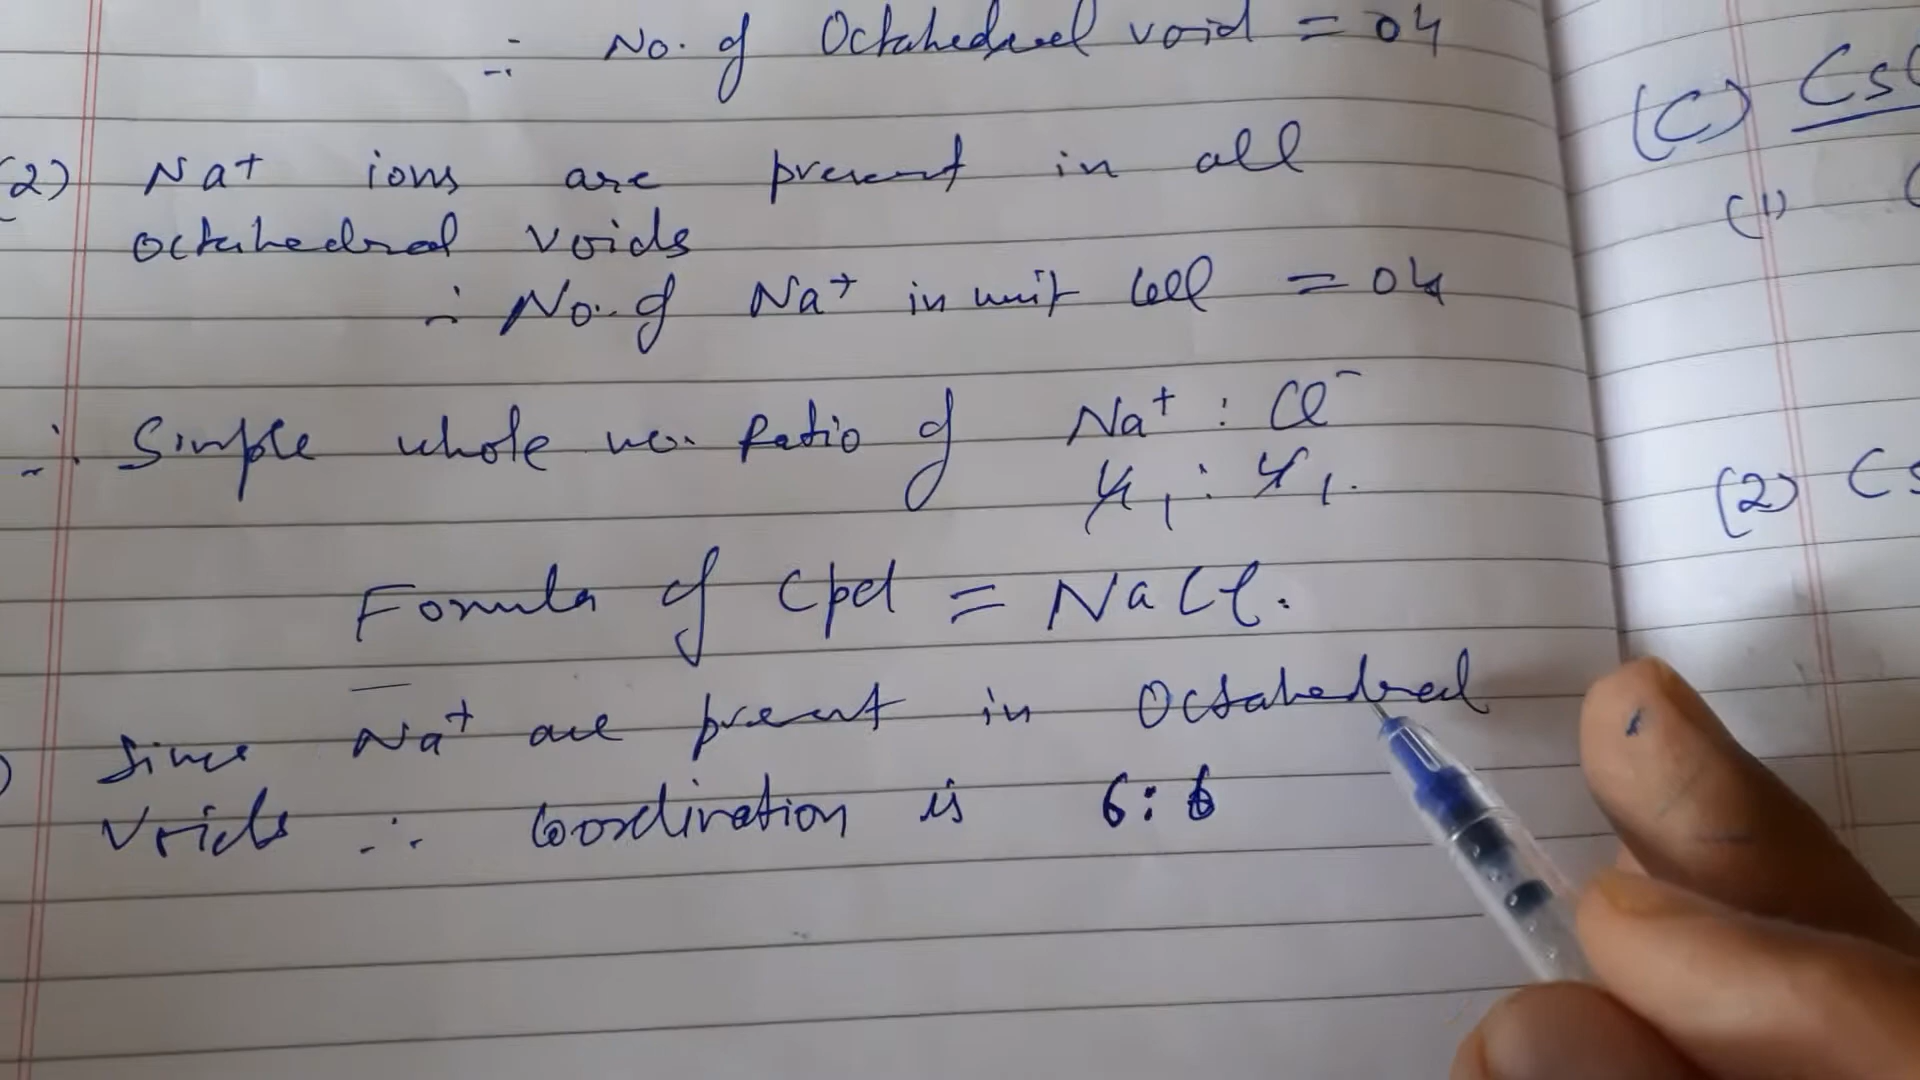 ∴ No. of Octahedral void = 04
(2) Na+ ions are present in all
octahedral voids
∴ No. of Na+ in unit cell = 04
∴ Simple whole no. Ratio of Na+ : Cl-
4 1 : 4 1.
Formula of Cpd = NaCl.
Since Na+ are present in Octahedral
Voids ∴ Coordination is 6:6
(C) Cs
(1)
(2) Cs